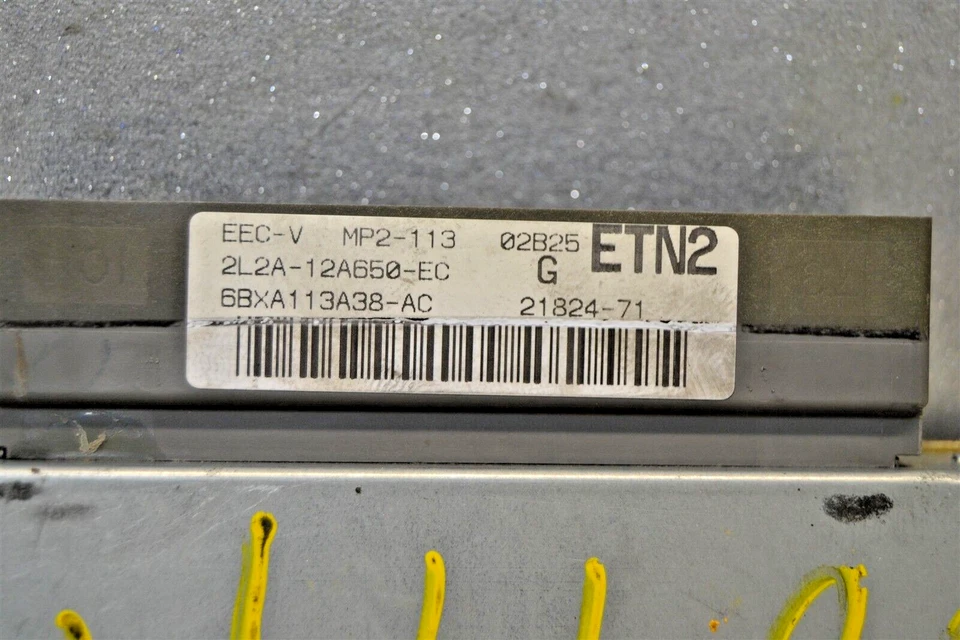 EEC-V MP2-113 02B25 ETN2
2L2A-12A650-EC G
6BXA113A38-AC 21824-71